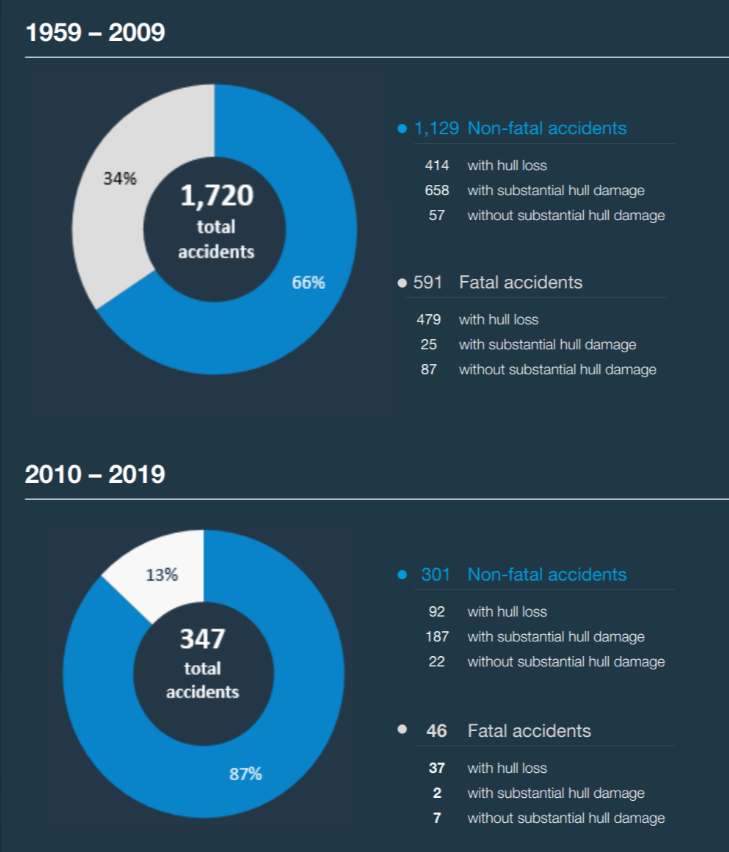 1959 – 2009
34%
1,720
total
accidents
66%
1,129 Non-fatal accidents
414 with hull loss
658 with substantial hull damage
57 without substantial hull damage
591 Fatal accidents
479 with hull loss
25 with substantial hull damage
87 without substantial hull damage
2010 – 2019
13%
347
total
accidents
87%
301 Non-fatal accidents
92 with hull loss
187 with substantial hull damage
22 without substantial hull damage
46 Fatal accidents
37 with hull loss
2 with substantial hull damage
7 without substantial hull damage